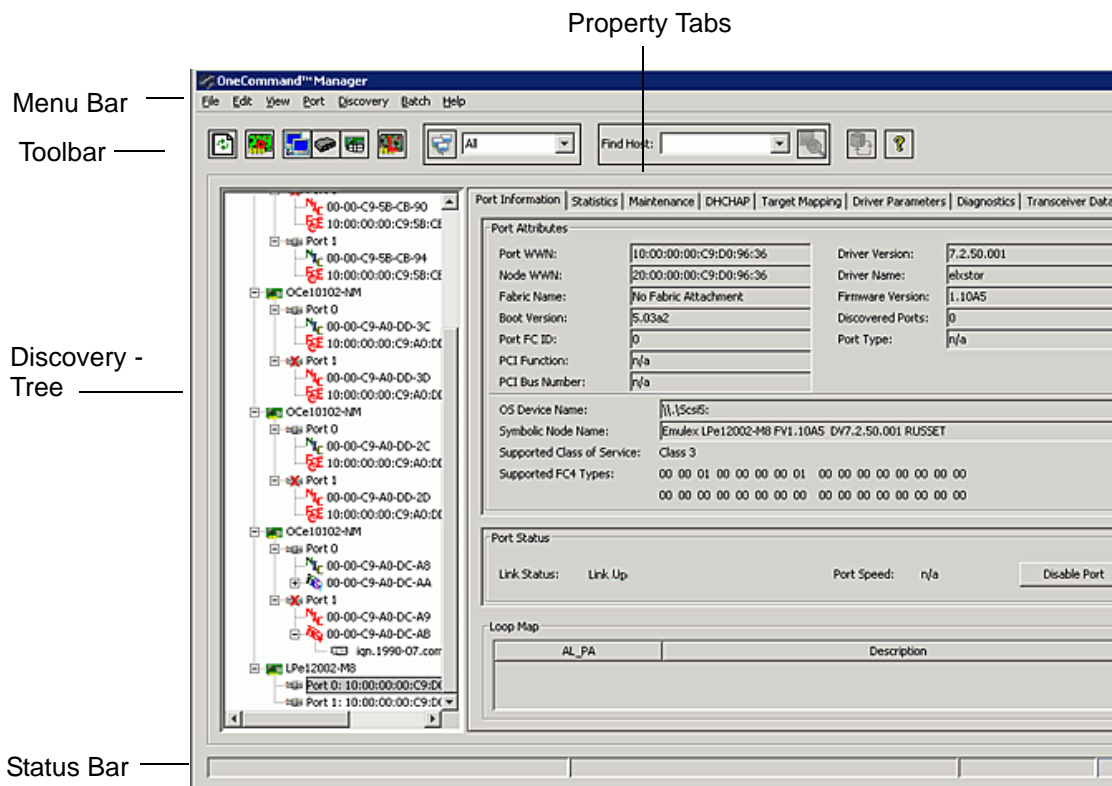 Property Tabs
OneCommand™ Manager
Menu Bar
File Edit View Port Discovery Batch Help
Toolbar
All
Find Host:
Port Information Statistics Maintenance DHCHAP Target Mapping Driver Parameters Diagnostics Transceiver Data
00-00-C9-5B-CB-90
10:00:00:00:C9:5B:CB
Port 1
00-00-C9-5B-CB-94
10:00:00:00:C9:5B:CB
OCe10102-NM
Port 0
00-00-C9-A0-DD-3C
10:00:00:00:C9:A0:DD
Port 1
00-00-C9-A0-DD-3D
10:00:00:00:C9:A0:DD
OCe10102-NM
Port 0
00-00-C9-A0-DD-2C
10:00:00:00:C9:A0:DD
Port 1
00-00-C9-A0-DD-2D
10:00:00:00:C9:A0:DD
OCe10102-NM
Port 0
00-00-C9-A0-DC-A8
00-00-C9-A0-DC-AA
Port 1
00-00-C9-A0-DC-A9
00-00-C9-A0-DC-AB
iqn.1990-07.com
LPe12002-M8
Port 0: 10:00:00:00:C9:D0
Port 1: 10:00:00:00:C9:D0
Discovery -
Tree
Port Attributes
Port WWN: 10:00:00:00:C9:D0:96:36 Driver Version: 7.2.50.001
Node WWN: 20:00:00:00:C9:D0:96:36 Driver Name: elxstor
Fabric Name: No Fabric Attachment Firmware Version: 1.10A5
Boot Version: 5.03a2 Discovered Ports: 0
Port FC ID: 0 Port Type: n/a
PCI Function: n/a
PCI Bus Number: n/a
OS Device Name: \\.\Scsi5:
Symbolic Node Name: Emulex LPe12002-M8 FV1.10A5 DV7.2.50.001 RUSSET
Supported Class of Service: Class 3
Supported FC4 Types: 00 00 01 00 00 00 00 01 00 00 00 00 00 00 00 00
00 00 00 00 00 00 00 00 00 00 00 00 00 00 00 00
Port Status
Link Status: Link Up Port Speed: n/a Disable Port
Loop Map
AL_PA Description
Status Bar